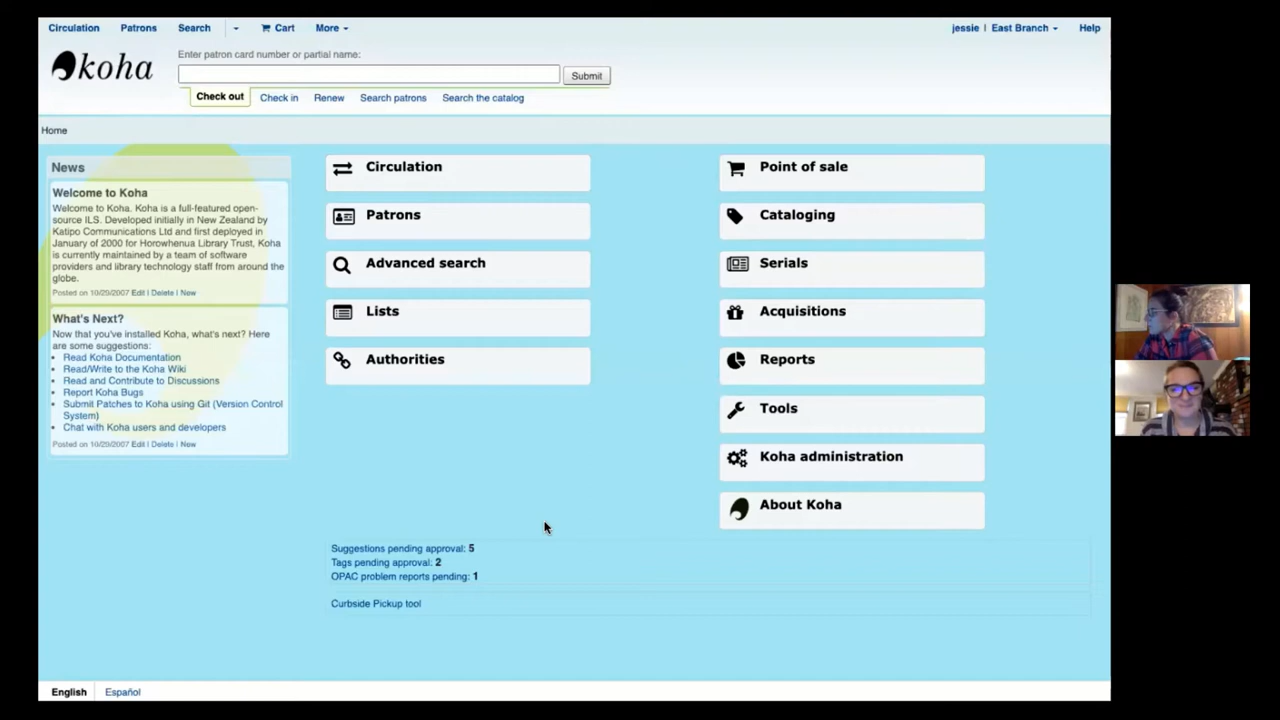 Circulation Patrons Search Cart More jessie | East Branch Help
koha
Enter patron card number or partial name:
Submit
Check out Check in Renew Search patrons Search the catalog
Home
News
Welcome to Koha
Welcome to Koha. Koha is a full-featured open-
source ILS. Developed initially in New Zealand by
Katipo Communications Ltd and first deployed in
January of 2000 for Horowhenua Library Trust, Koha
is currently maintained by a team of software
providers and library technology staff from around the
globe.
Posted on 10/29/2007 Edit | Delete | New
What's Next?
Now that you've installed Koha, what's next? Here
are some suggestions:
Read Koha Documentation
Read/Write to the Koha Wiki
Read and Contribute to Discussions
Report Koha Bugs
Submit Patches to Koha using Git (Version Control
System)
Chat with Koha users and developers
Posted on 10/29/2007 Edit | Delete | New
Circulation
Patrons
Advanced search
Lists
Authorities
Point of sale
Cataloging
Serials
Acquisitions
Reports
Tools
Koha administration
About Koha
Suggestions pending approval: 5
Tags pending approval: 2
OPAC problem reports pending: 1
Curbside Pickup tool
English Español